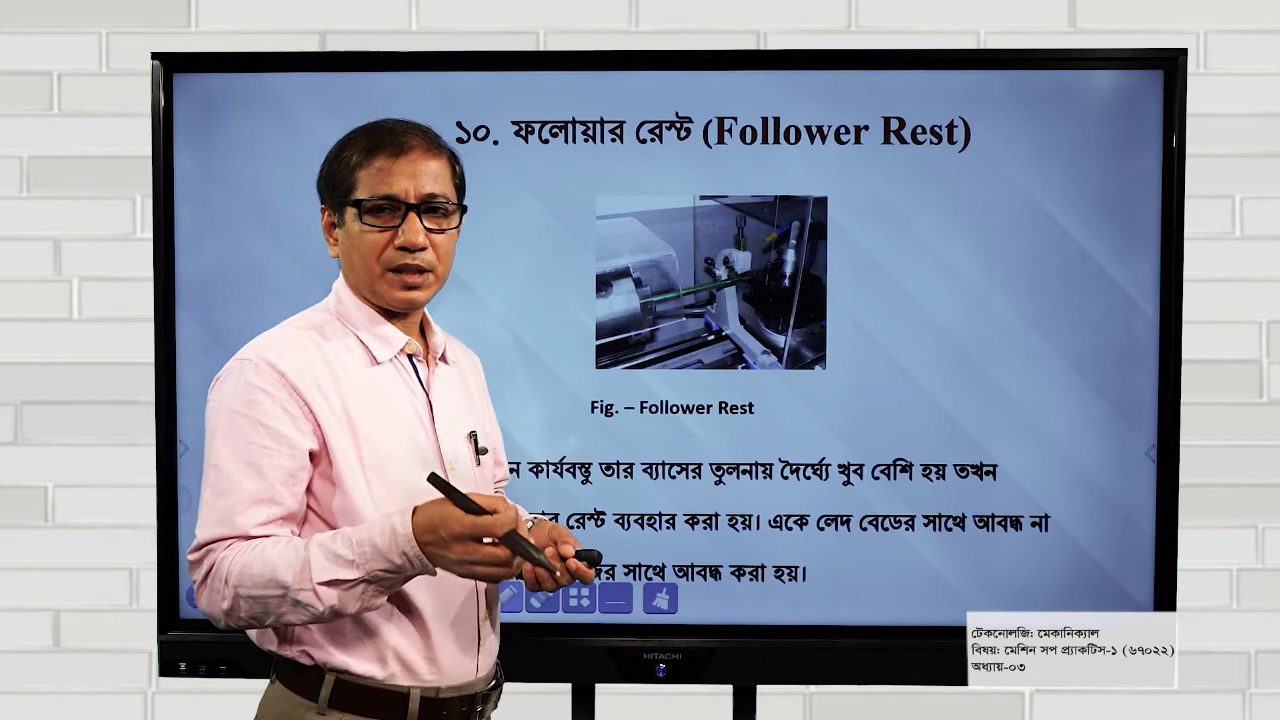 ১০. ফলোয়ার রেস্ট (Follower Rest)
Fig. – Follower Rest
কার্যবস্তু তার ব্যাসের তুলনায় দৈর্ঘ্যে খুব বেশি হয় তখন
রেস্ট ব্যবহার করা হয়। একে লেদ বেডের সাথে আবদ্ধ না
সাথে আবদ্ধ করা হয়।
HITACHI
টেকনোলজি: মেকানিক্যাল
বিষয়: মেশিন সপ প্র্যাকটিস-১ (৬৭০২২)
অধ্যায়-০৩